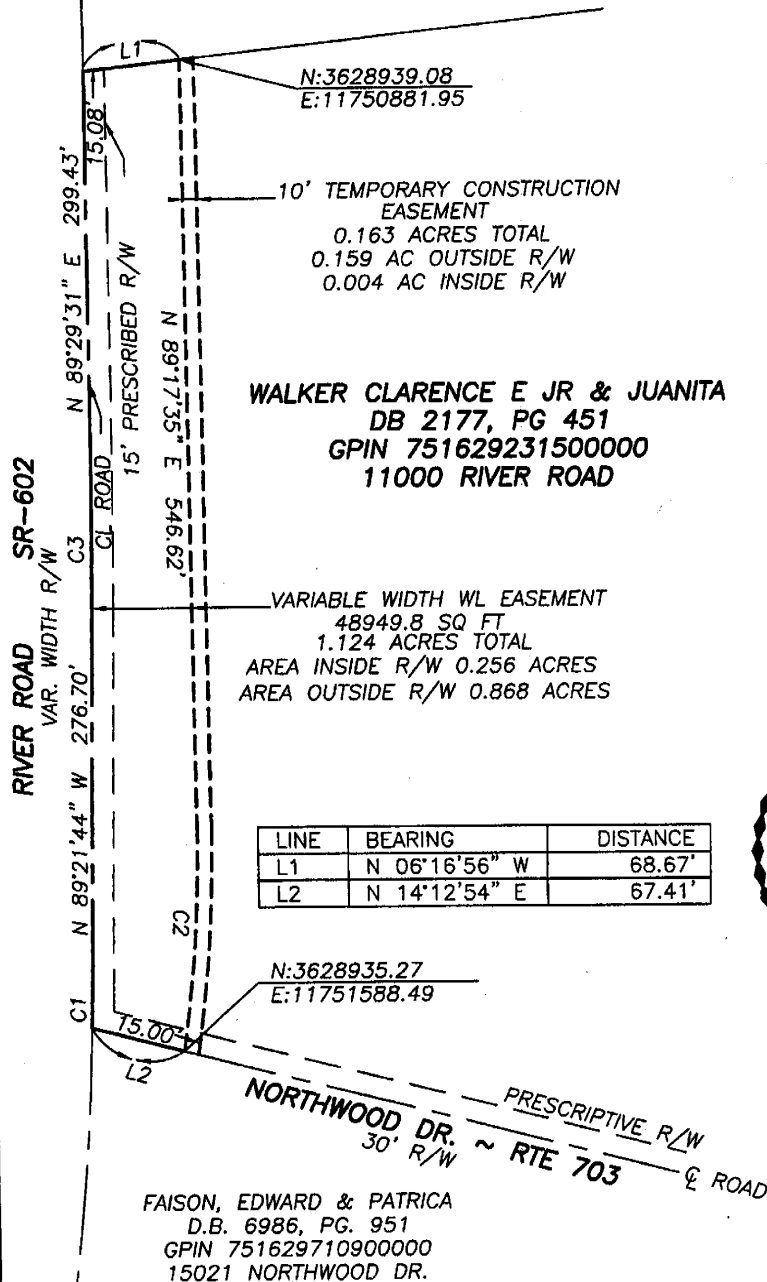 L1
N:3628939.08
E:11750881.95
15.08'
N 89°29'31" E 299.43'
15' PRESCRIBED R/W
N 89°17'35" E 546.62'
10' TEMPORARY CONSTRUCTION
EASEMENT
0.163 ACRES TOTAL
0.159 AC OUTSIDE R/W
0.004 AC INSIDE R/W
WALKER CLARENCE E JR & JUANITA
DB 2177, PG 451
GPIN 751629231500000
11000 RIVER ROAD
RIVER ROAD SR-602
VAR. WIDTH R/W
C3
CL ROAD
VARIABLE WIDTH WL EASEMENT
48949.8 SQ FT
1.124 ACRES TOTAL
AREA INSIDE R/W 0.256 ACRES
AREA OUTSIDE R/W 0.868 ACRES
N 89°21'44" W 276.70'
LINE BEARING DISTANCE
L1 N 06°16'56" W 68.67'
L2 N 14°12'54" E 67.41'
C2
C1
N:3628935.27
E:11751588.49
15.00'
L2
NORTHWOOD DR. ~ RTE 703
30' R/W
PRESCRIPTIVE R/W
℄ ROAD
FAISON, EDWARD & PATRICA
D.B. 6986, PG. 951
GPIN 751629710900000
15021 NORTHWOOD DR.